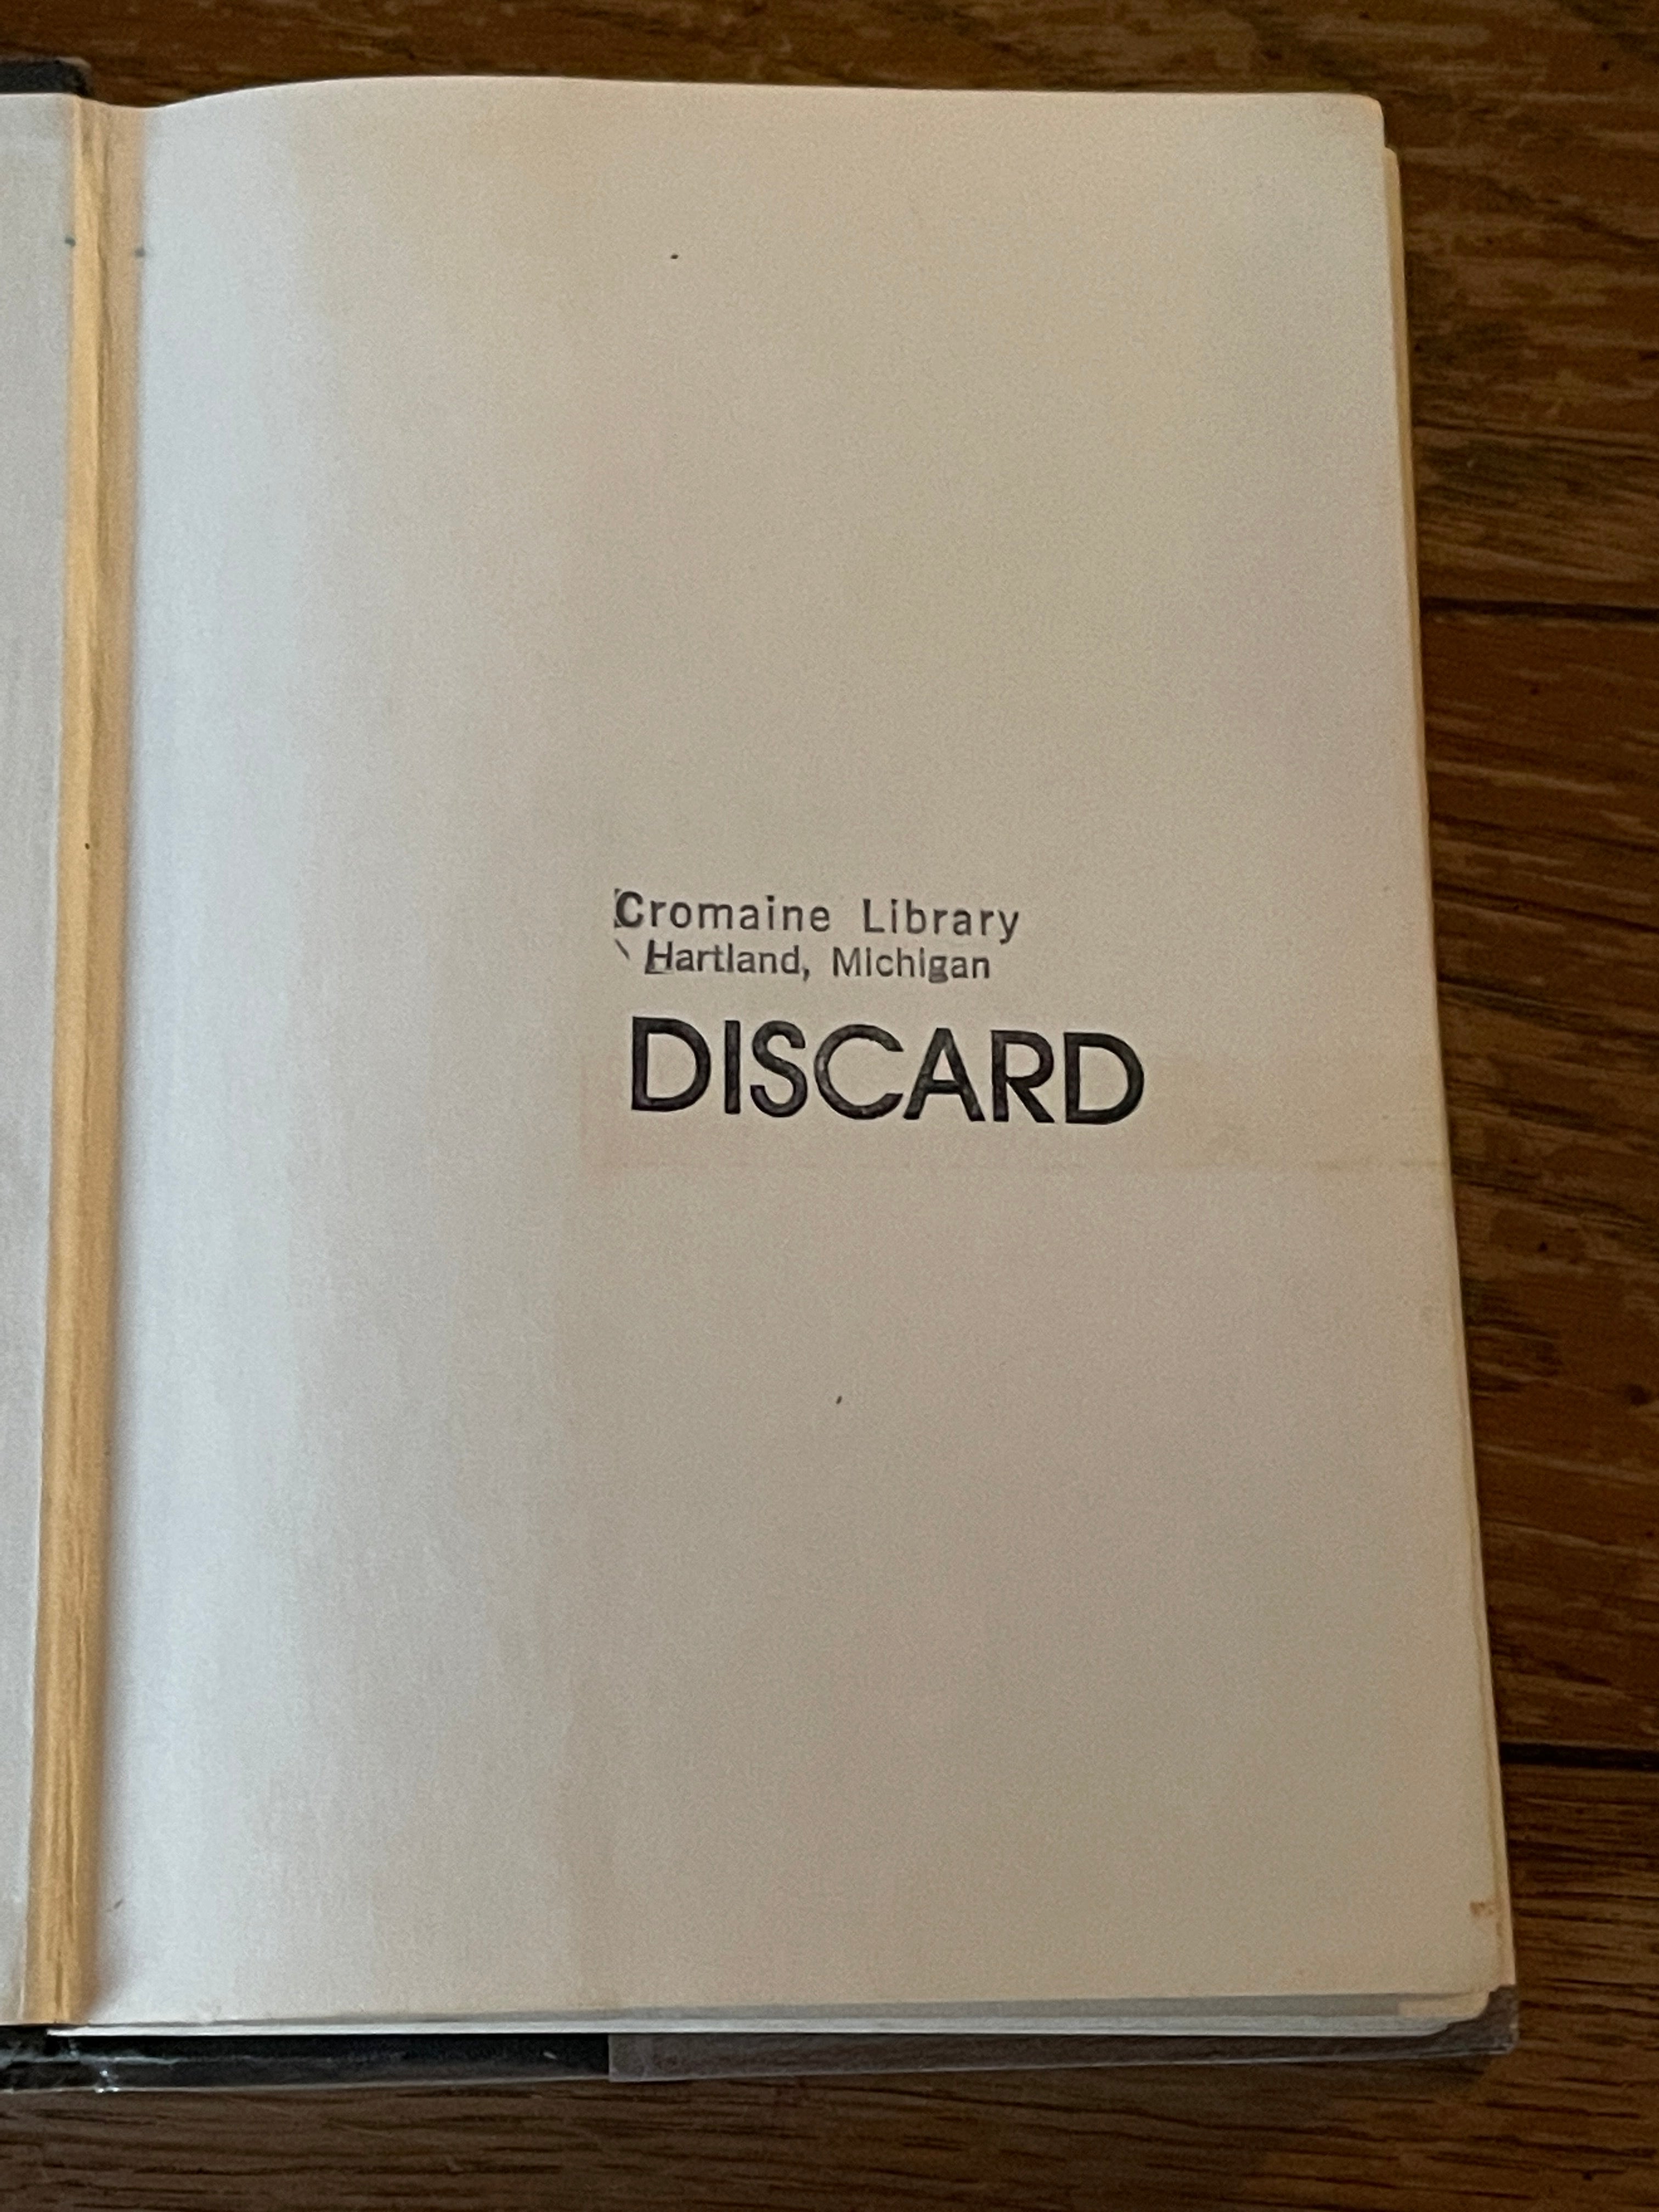 Cromaine Library
Hartland, Michigan
DISCARD